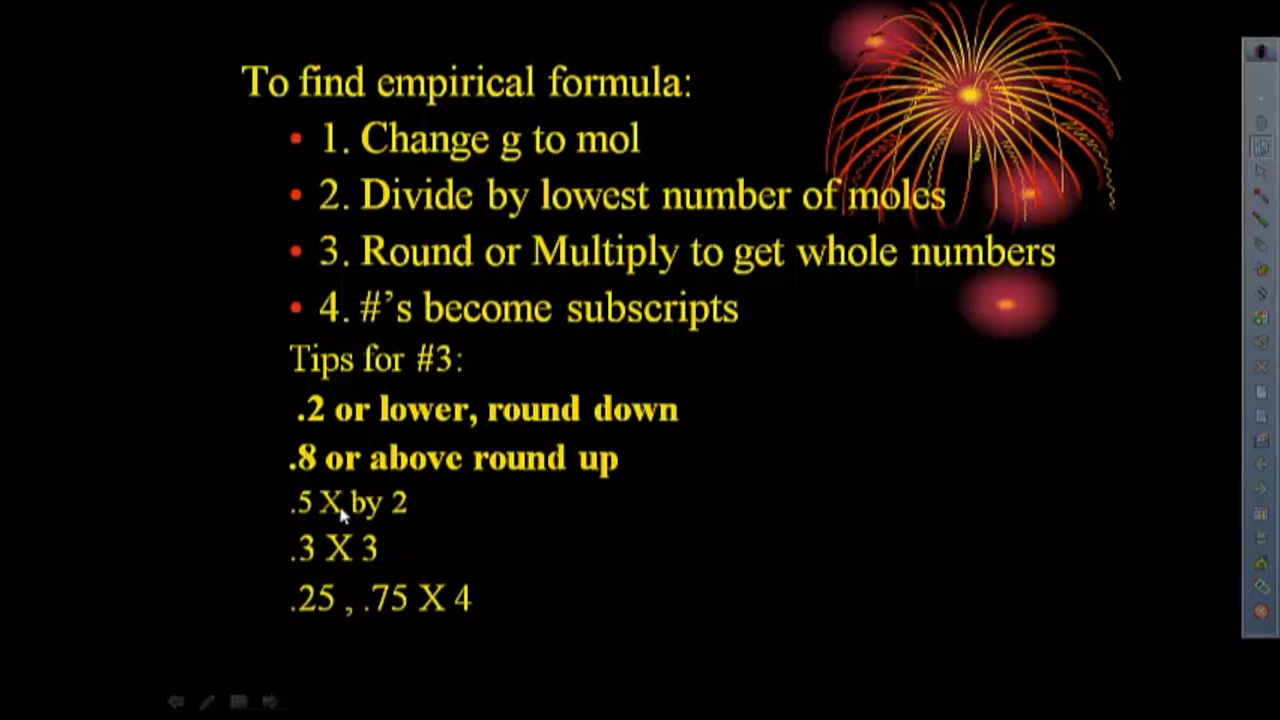 To find empirical formula:
• 1. Change g to mol
• 2. Divide by lowest number of moles
• 3. Round or Multiply to get whole numbers
• 4. #’s become subscripts
Tips for #3:
.2 or lower, round down
.8 or above round up
.5 X by 2
.3 X 3
.25 , .75 X 4